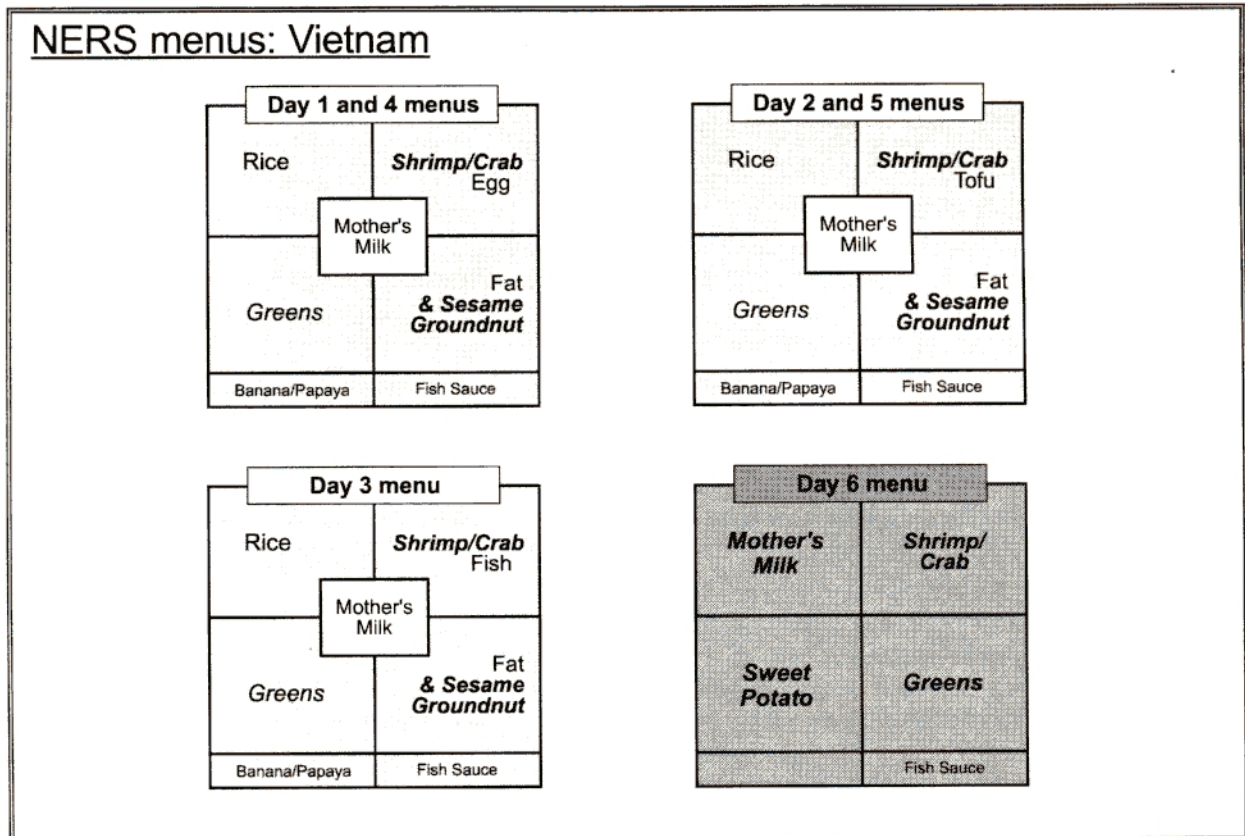 NERS menus: Vietnam
Day 1 and 4 menus
Rice
Shrimp/Crab
Egg
Mother's
Milk
Greens
Fat
& Sesame
Groundnut
Banana/Papaya
Fish Sauce
Day 2 and 5 menus
Rice
Shrimp/Crab
Tofu
Mother's
Milk
Greens
Fat
& Sesame
Groundnut
Banana/Papaya
Fish Sauce
Day 3 menu
Rice
Shrimp/Crab
Fish
Mother's
Milk
Greens
Fat
& Sesame
Groundnut
Banana/Papaya
Fish Sauce
Day 6 menu
Mother's
Milk
Shrimp/
Crab
Sweet
Potato
Greens
Fish Sauce